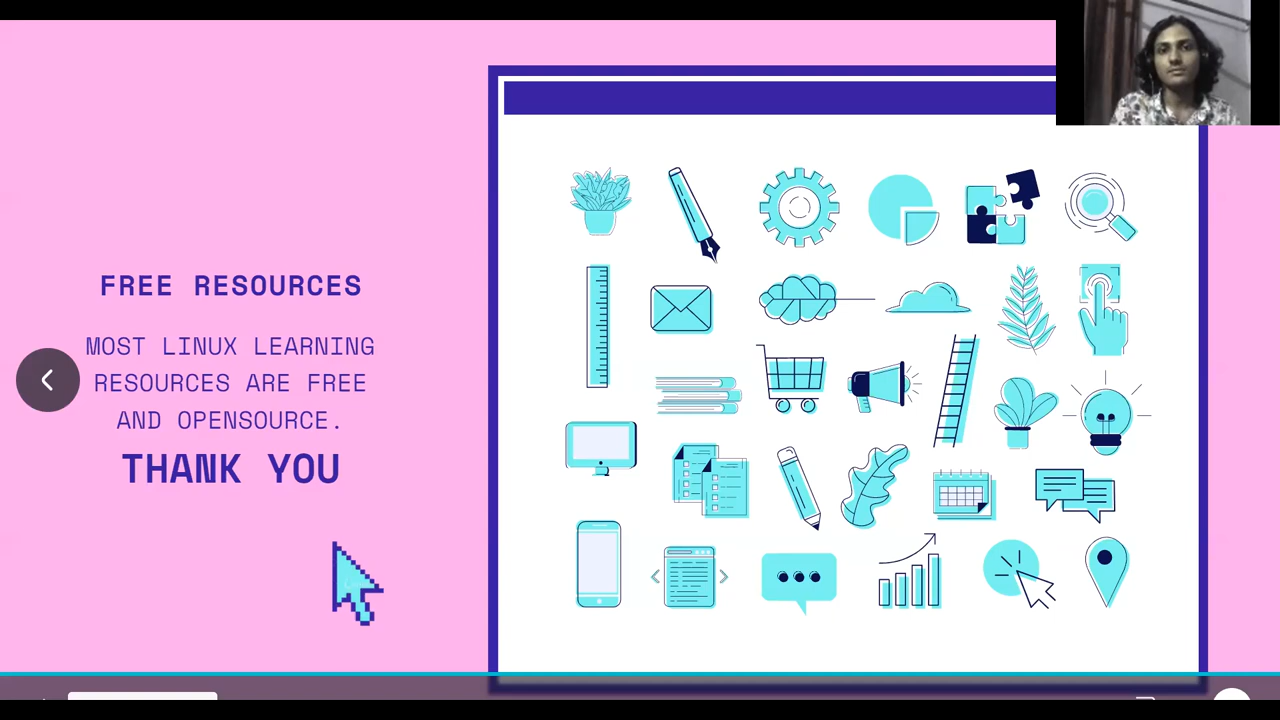 FREE RESOURCES
MOST LINUX LEARNING
RESOURCES ARE FREE
AND OPENSOURCE.
THANK YOU